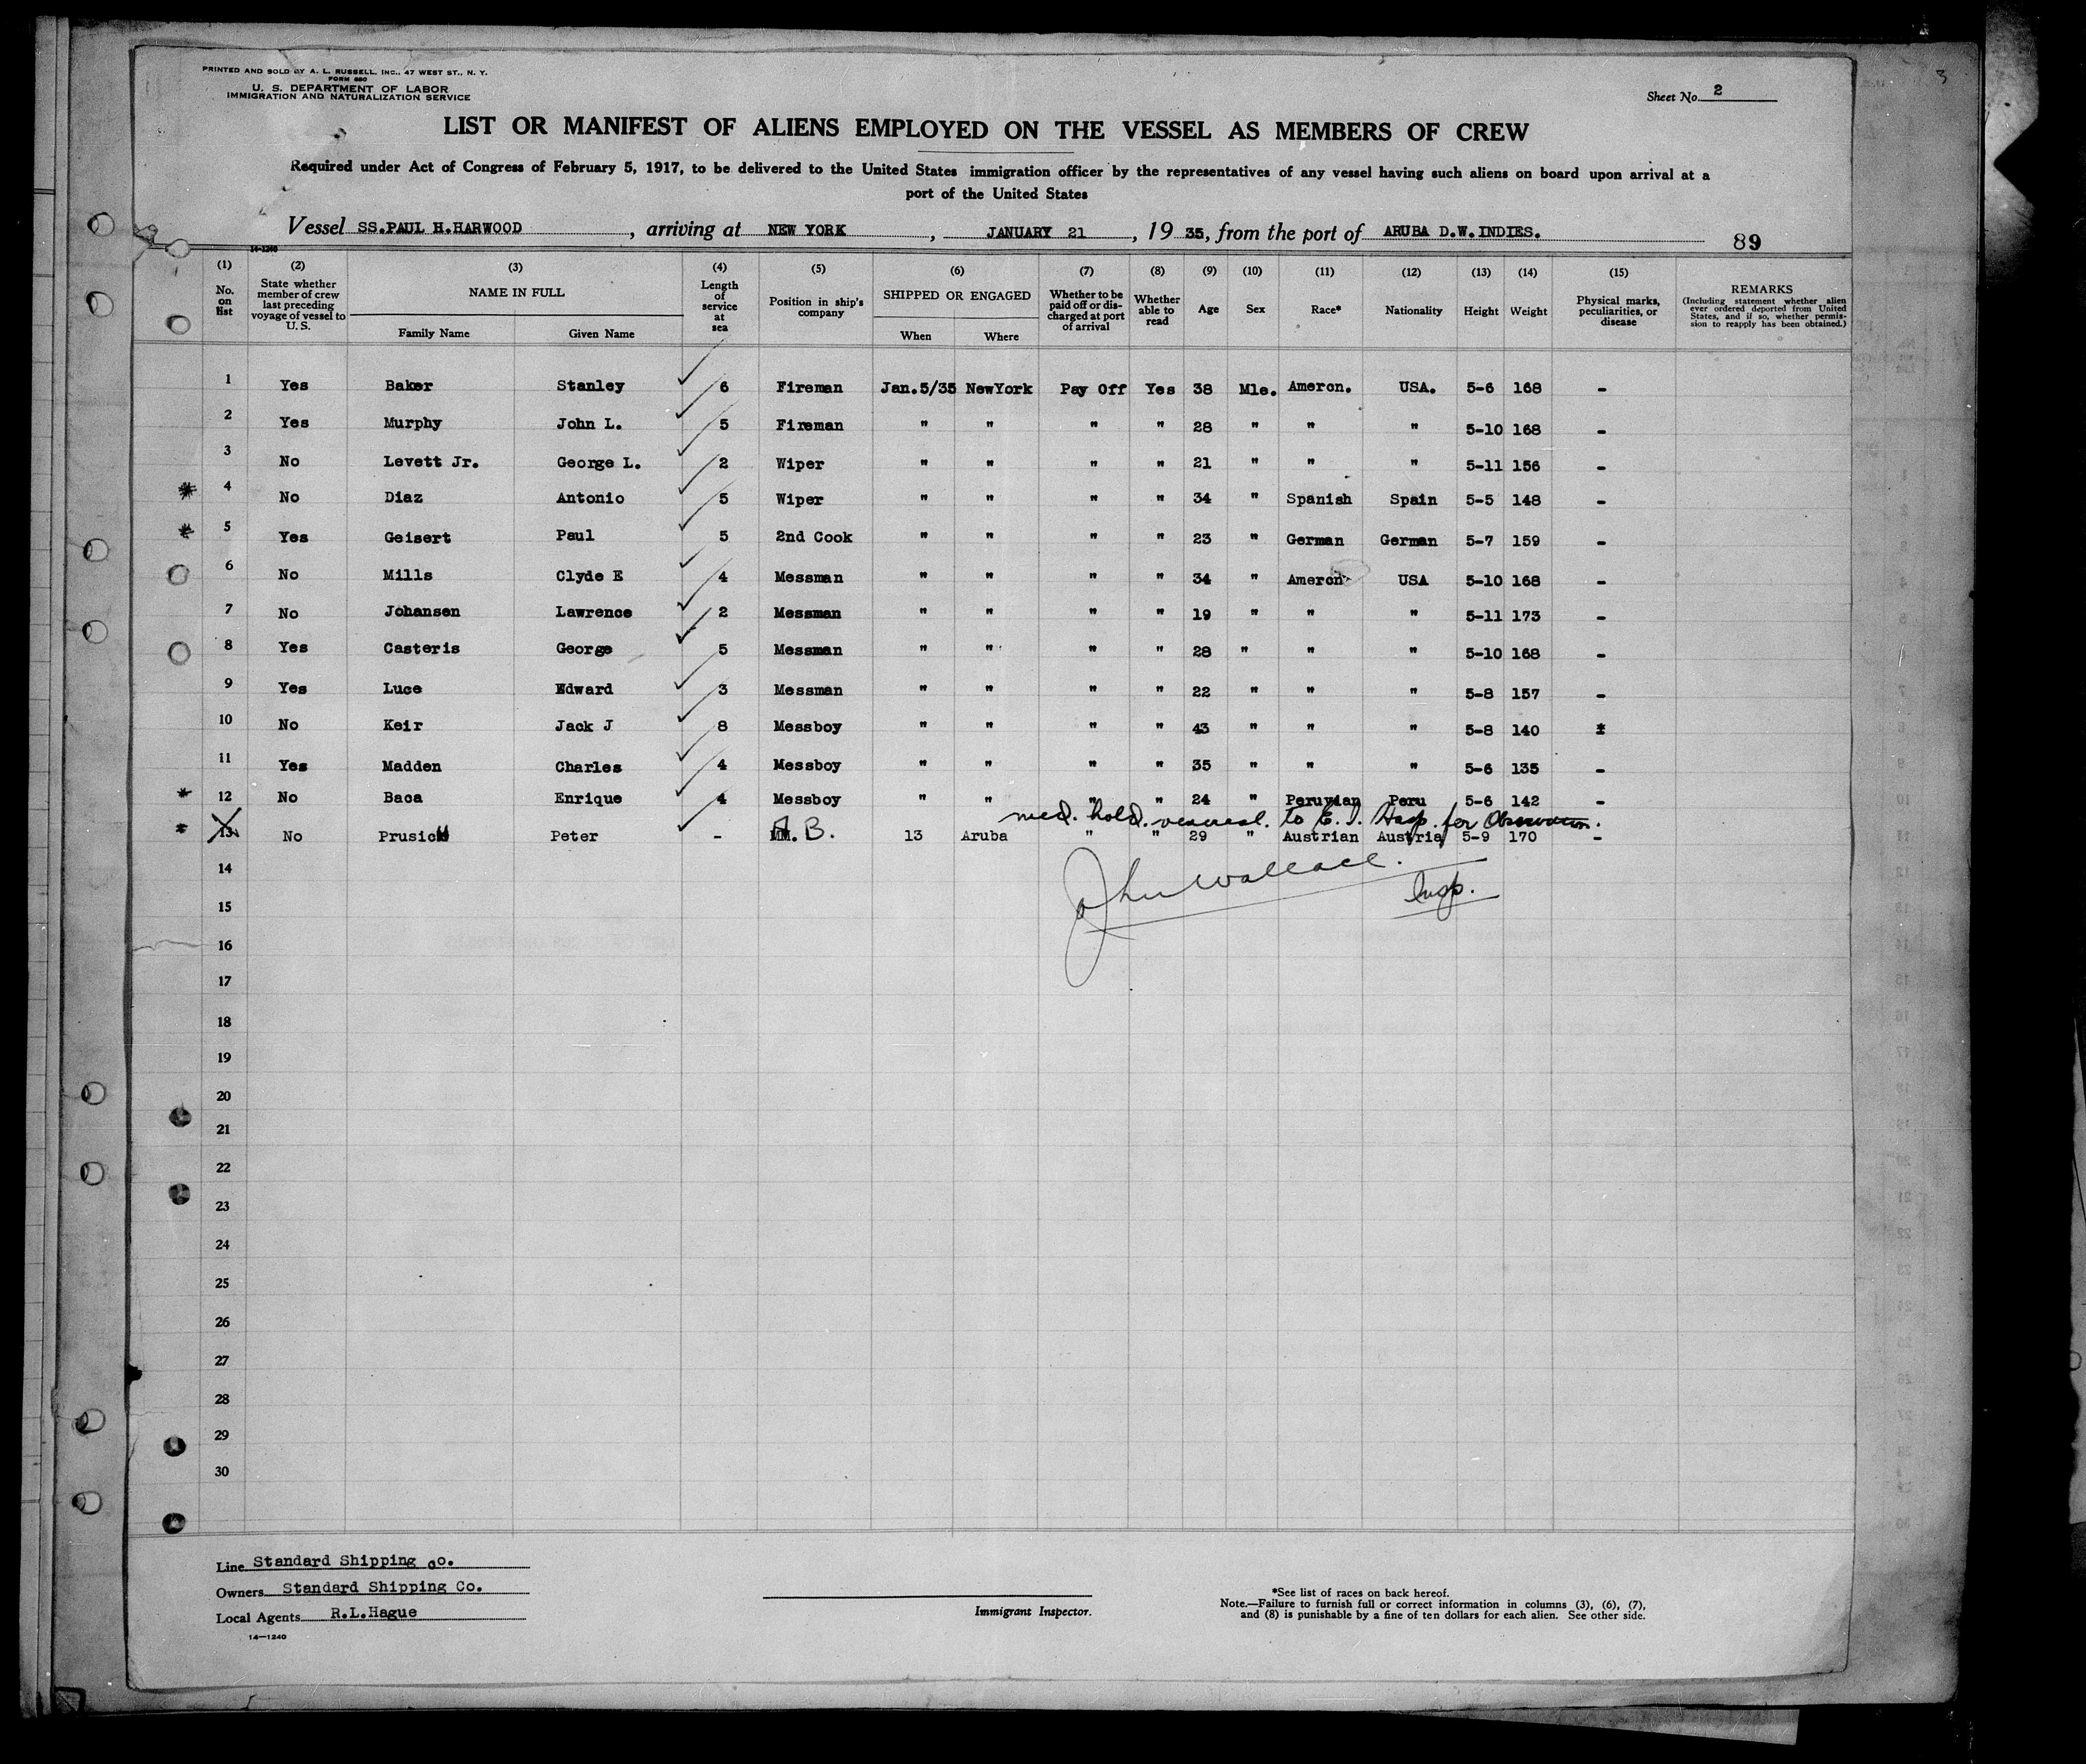 PRINTED AND SOLD BY A. L. RUSSELL, INC., 47 WEST ST., N. Y.
FORM 680
U. S. DEPARTMENT OF LABOR
IMMIGRATION AND NATURALIZATION SERVICE
Sheet No. 2
3
LIST OR MANIFEST OF ALIENS EMPLOYED ON THE VESSEL AS MEMBERS OF CREW
Required under Act of Congress of February 5, 1917, to be delivered to the United States immigration officer by the representatives of any vessel having such aliens on board upon arrival at a
port of the United States
Vessel SS.PAUL H.HARWOOD, arriving at NEW YORK, JANUARY 21, 19 35, from the port of ARUBA D.W.INDIES.
89
14-1240
(1) No. on list (2) State whether member of crew last preceding voyage of vessel to U. S. (3) NAME IN FULL Family Name Given Name (4) Length of service at sea (5) Position in ship's company (6) SHIPPED OR ENGAGED When Where (7) Whether to be paid off or discharged at port of arrival (8) Whether able to read (9) Age (10) Sex (11) Race* (12) Nationality (13) Height (14) Weight (15) Physical marks, peculiarities, or disease REMARKS (Including statement whether alien ever ordered deported from United States, and if so, whether permission to reapply has been obtained.)
1 Yes Baker Stanley 6 Fireman Jan.5/35 NewYork Pay Off Yes 38 Mle. Ameron. USA. 5-6 168 -
2 Yes Murphy John L. 5 Fireman " " " " 28 " " " 5-10 168 -
3 No Levett Jr. George L. 2 Wiper " " " " 21 " " " 5-11 156 -
* 4 No Diaz Antonio 5 Wiper " " " " 34 " Spanish Spain 5-5 148 -
* 5 Yes Geisert Paul 5 2nd Cook " " " " 23 " German German 5-7 159 -
6 No Mills Clyde E 4 Messman " " " " 34 " Ameron USA 5-10 168 -
7 No Johansen Lawrence 2 Messman " " " " 19 " " " 5-11 173 -
8 Yes Casteris George 5 Messman " " " " 28 " " " 5-10 168 -
9 Yes Luce Edward 3 Messman " " " " 22 " " " 5-8 157 -
10 No Keir Jack J 8 Messboy " " " " 43 " " " 5-8 140
11 Yes Madden Charles 4 Messboy " " " " 35 " " " 5-6 135 -
* 12 No Baca Enrique 4 Messboy " " " " 24 " Peruvian Peru 5-6 142 -
med. hold. venereal. to E. I. Hosp. for Observation.
* 13 No Prusich Peter - A.B. 13 Aruba " " 29 " Austrian Austria 5-9 170 -
John Wallace.
Insp.
14
15
16
17
18
19
20
21
22
23
24
25
26
27
28
29
30
Line Standard Shipping Co.
Owners Standard Shipping Co.
Local Agents R.L.Hague
14-1240
Immigrant Inspector.
*See list of races on back hereof.
Note.—Failure to furnish full or correct information in columns (3), (6), (7),
and (8) is punishable by a fine of ten dollars for each alien. See other side.